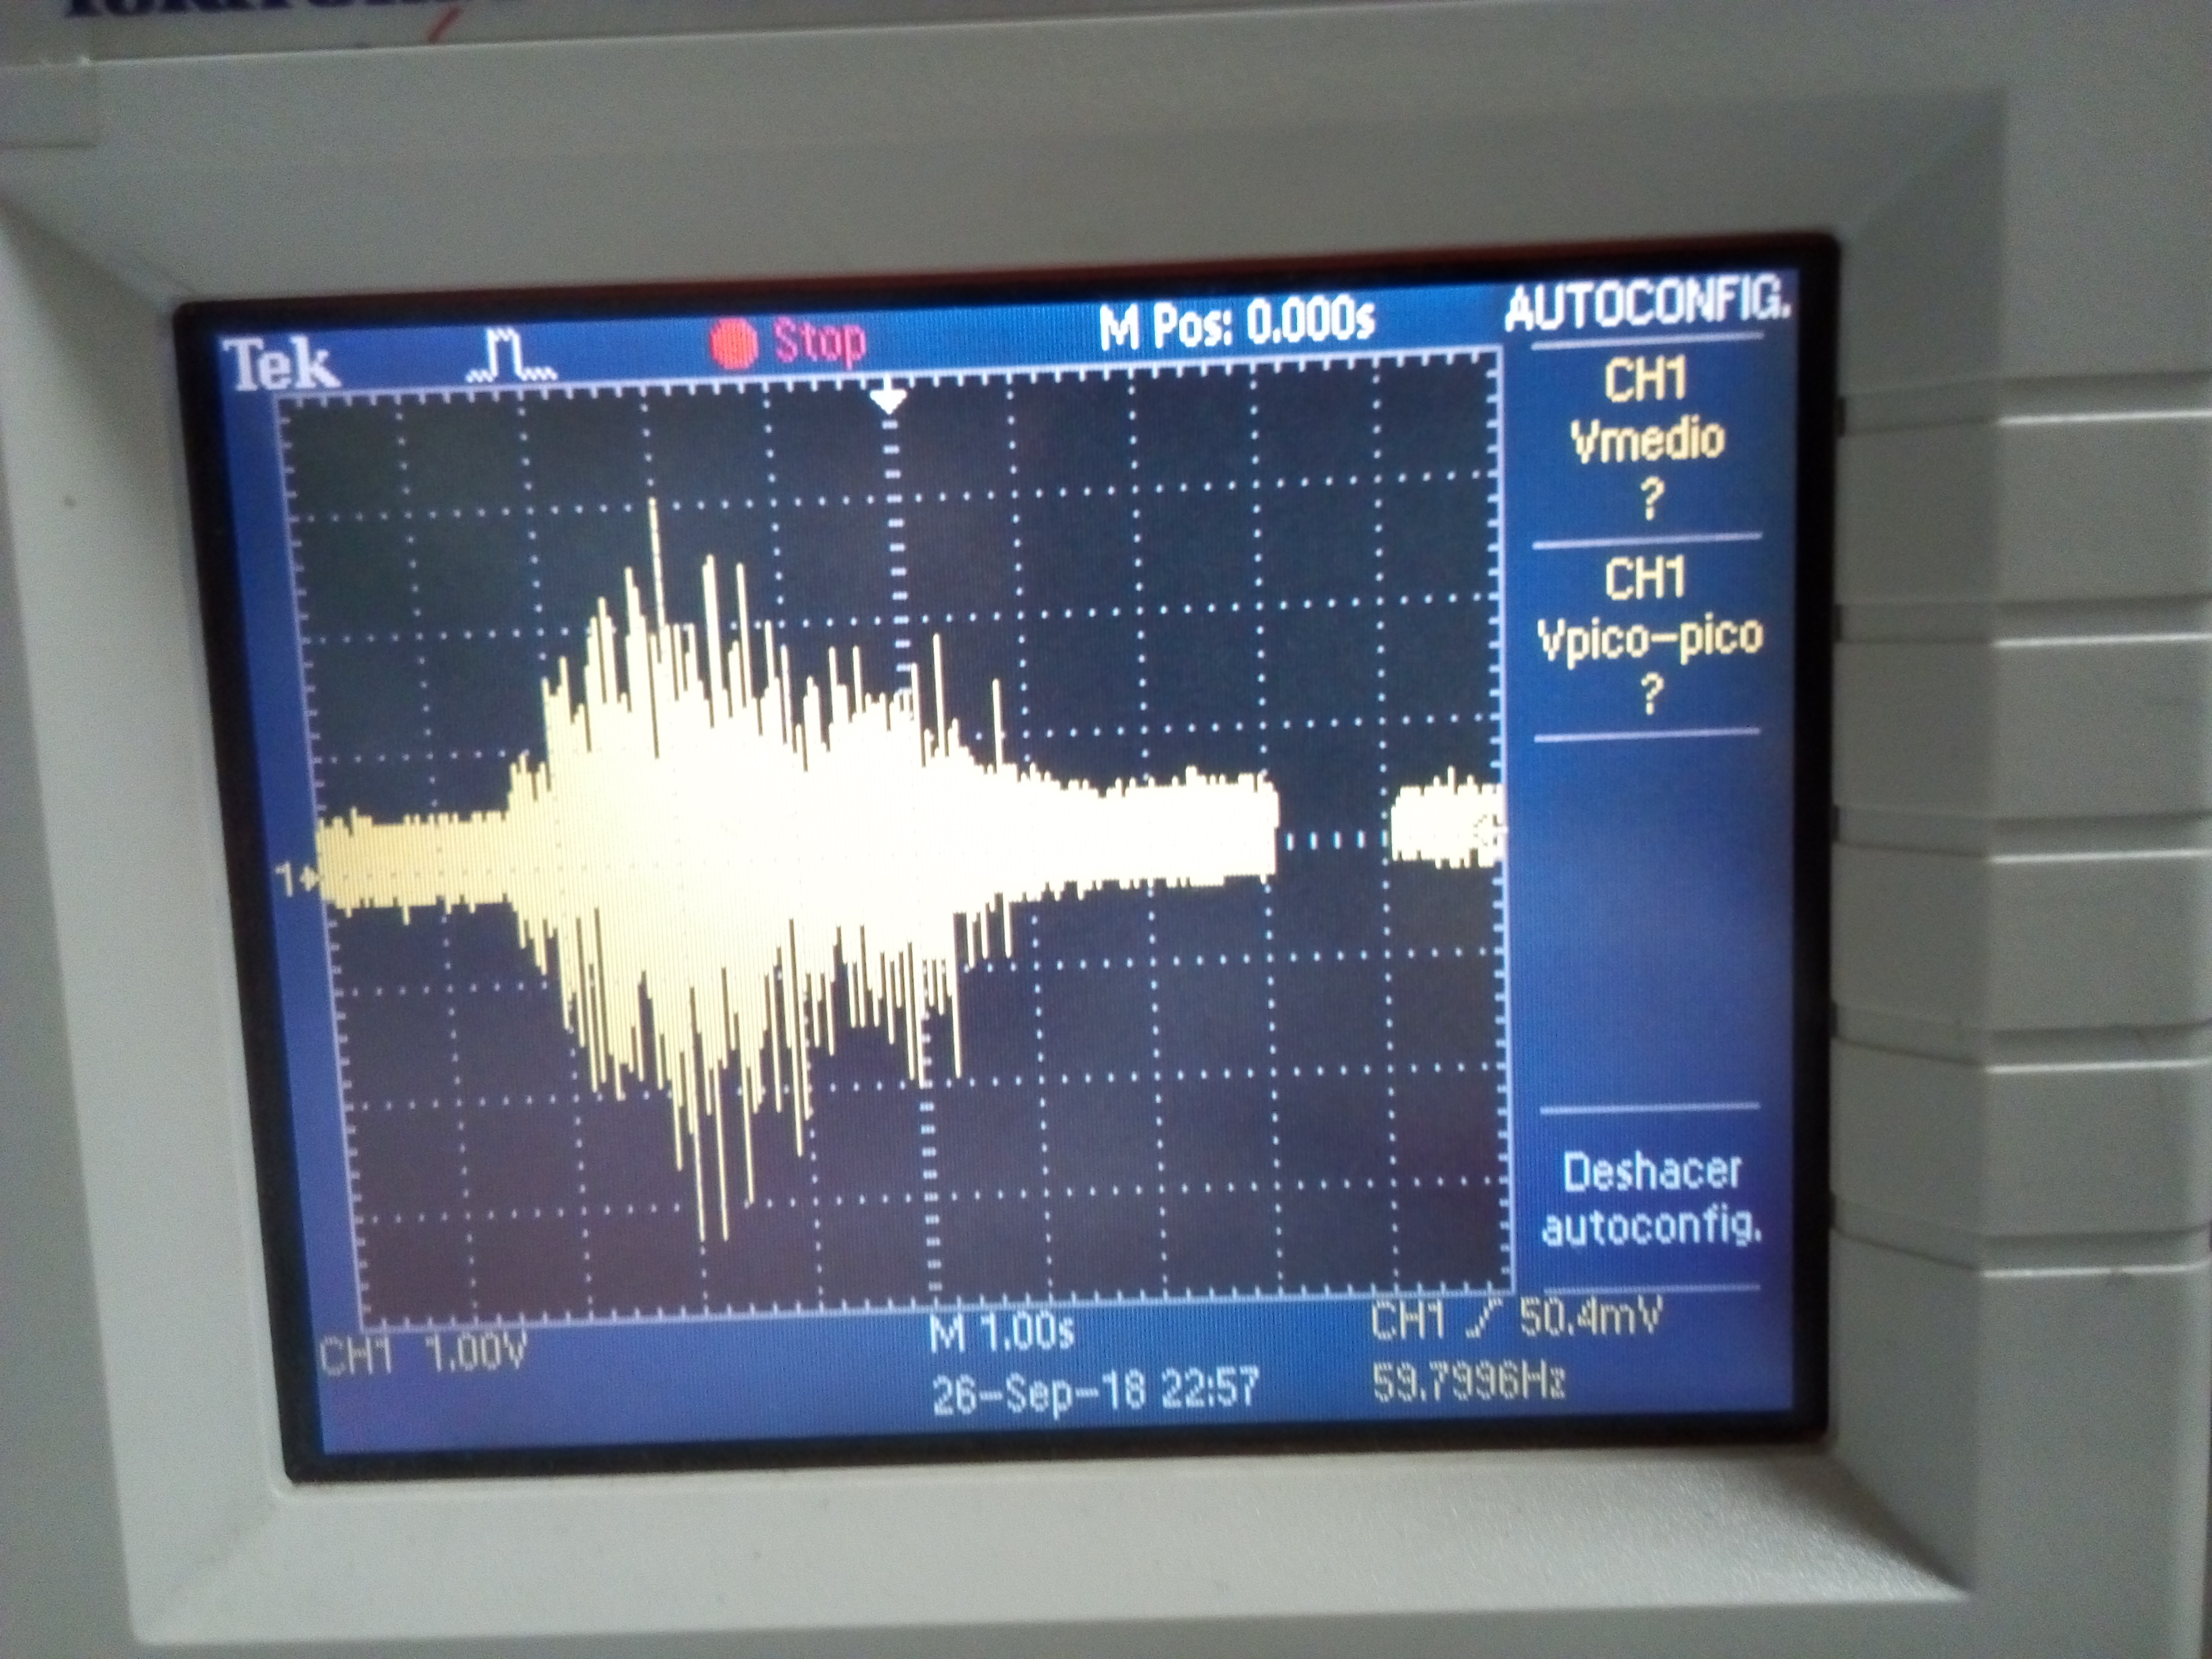 Tek Stop M Pos: 0.000s AUTOCONFIG.
CH1
Vmedio
?
CH1
Vpico-pico
?
1
Deshacer
autoconfig.
CH1 1.00V M 1.00s CH1 50.4mV
26-Sep-18 22:57 59.7996Hz